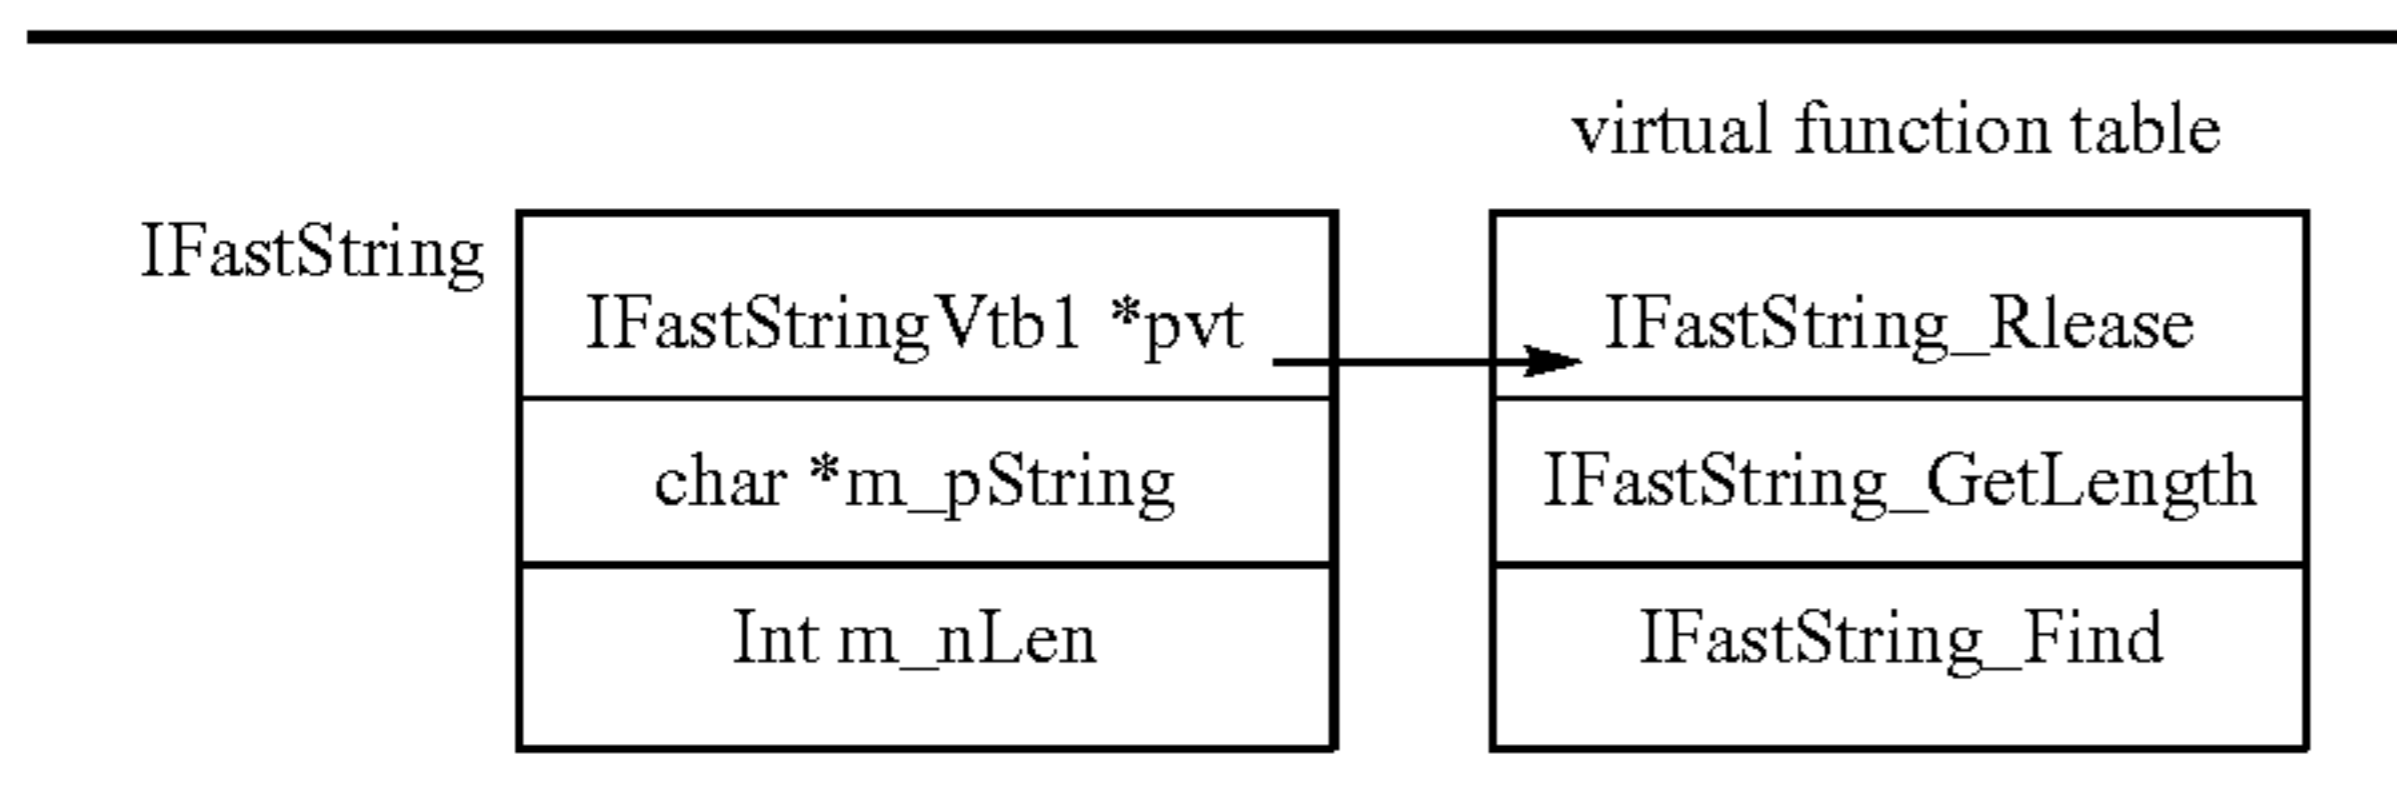 virtual function table
IFastString
IFastStringVtb1 *pvt
IFastString_Rlease
char *m_pString
IFastString_GetLength
Int m_nLen
IFastString_Find